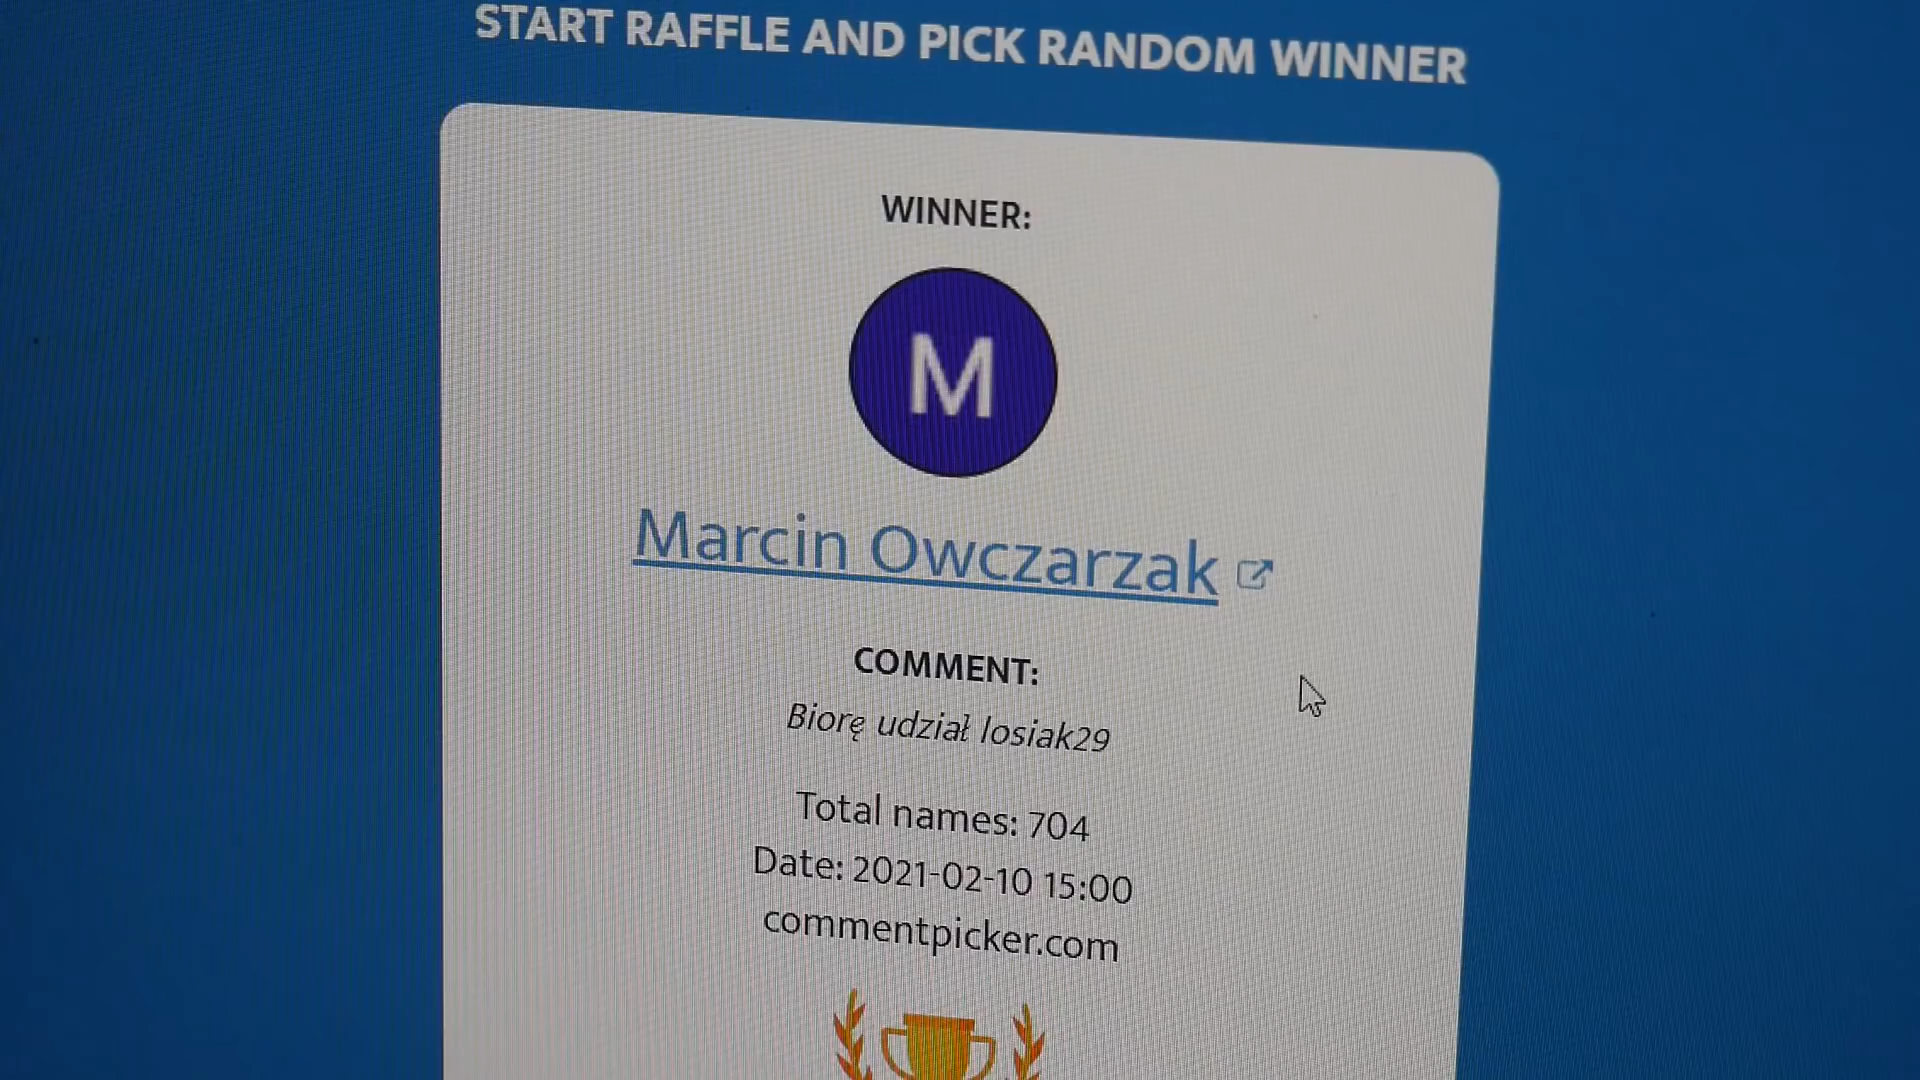 START RAFFLE AND PICK RANDOM WINNER
WINNER:
M
Marcin Owczarzak
COMMENT:
Biorę udział losiak29
Total names: 704
Date: 2021-02-10 15:00
commentpicker.com